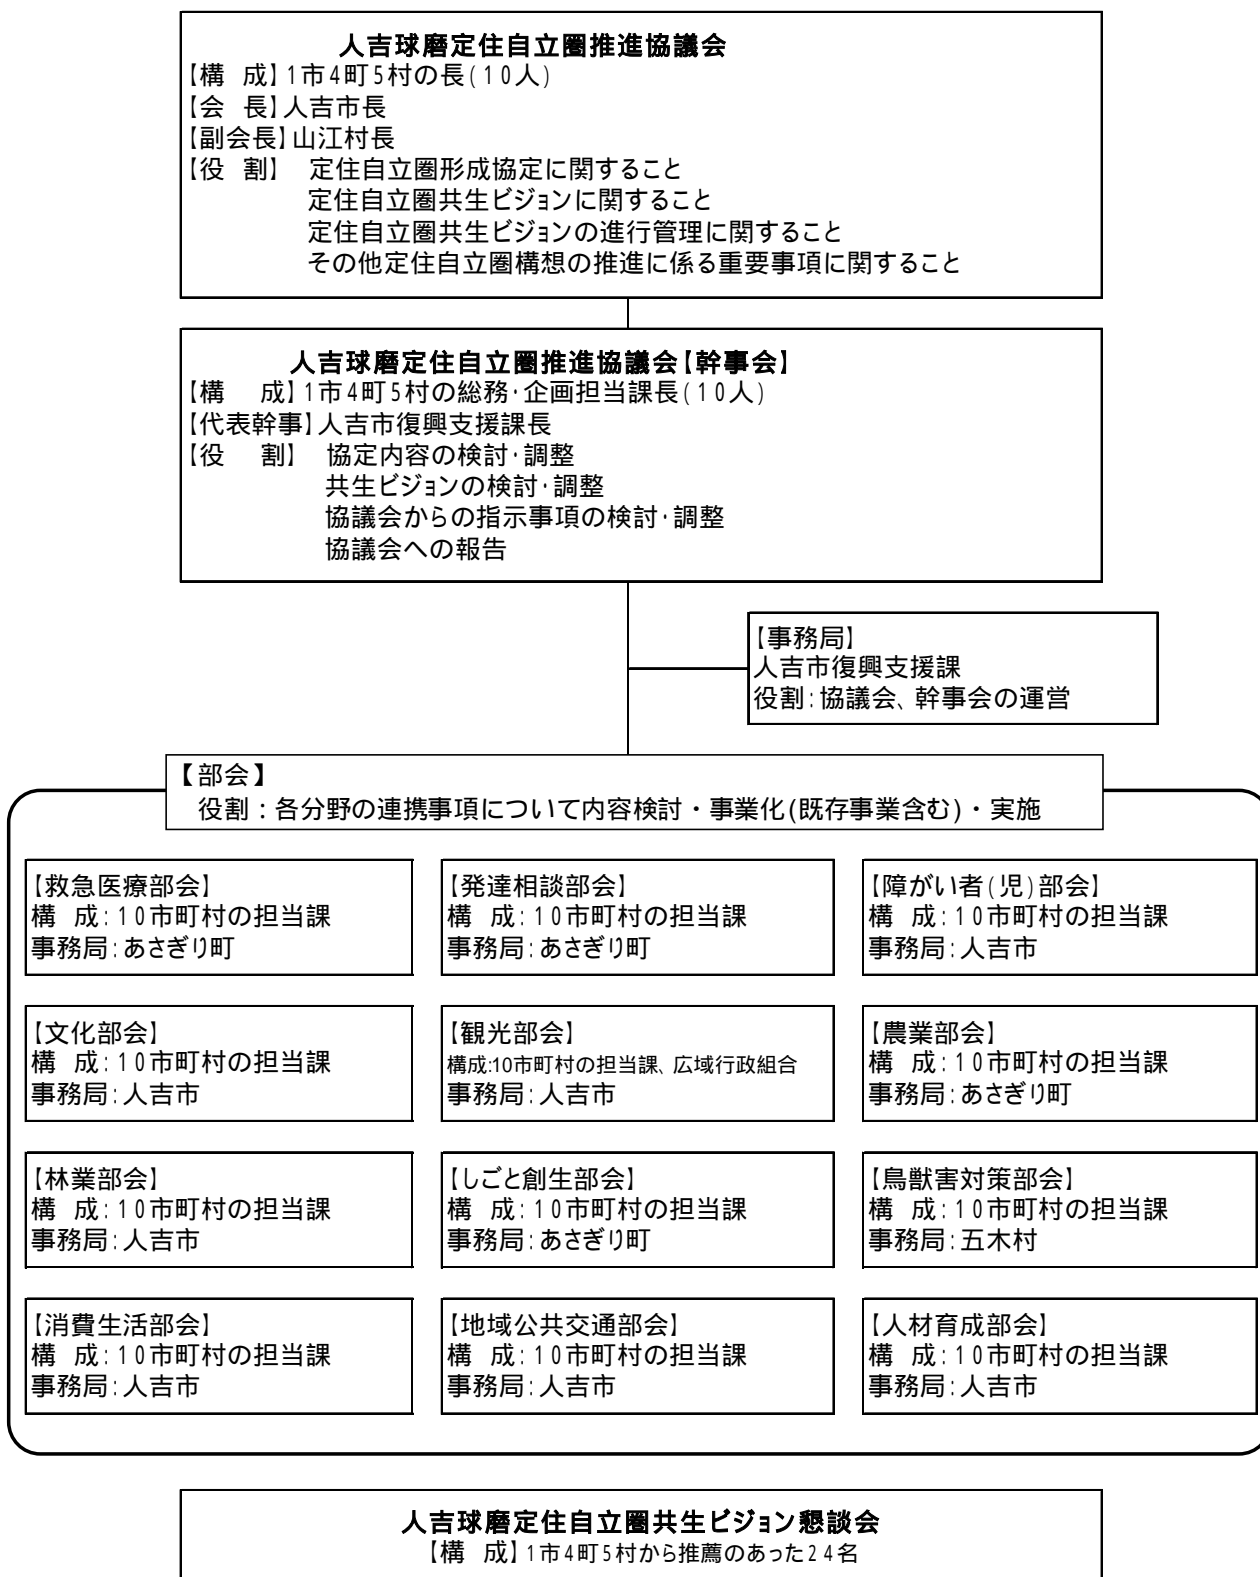 人吉球磨定住自立圏推進協議会
【構 成】1市4町5村の長(10人)
【会 長】人吉市長
【副会長】山江村長
【役 割】 定住自立圏形成協定に関すること
定住自立圏共生ビジョンに関すること
定住自立圏共生ビジョンの進行管理に関すること
その他定住自立圏構想の推進に係る重要事項に関すること
人吉球磨定住自立圏推進協議会【幹事会】
【構 成】1市4町5村の総務・企画担当課長(10人)
【代表幹事】人吉市復興支援課長
【役 割】 協定内容の検討・調整
共生ビジョンの検討・調整
協議会からの指示事項の検討・調整
協議会への報告
【事務局】
人吉市復興支援課
役割:協議会、幹事会の運営
【部会】
役割:各分野の連携事項について内容検討・事業化(既存事業含む)・実施
【救急医療部会】
構 成:10市町村の担当課
事務局:あさぎり町
【発達相談部会】
構 成:10市町村の担当課
事務局:あさぎり町
【障がい者(児)部会】
構 成:10市町村の担当課
事務局:人吉市
【文化部会】
構 成:10市町村の担当課
事務局:人吉市
【観光部会】
構成:10市町村の担当課、広域行政組合
事務局:人吉市
【農業部会】
構 成:10市町村の担当課
事務局:あさぎり町
【林業部会】
構 成:10市町村の担当課
事務局:人吉市
【しごと創生部会】
構 成:10市町村の担当課
事務局:あさぎり町
【鳥獣害対策部会】
構 成:10市町村の担当課
事務局:五木村
【消費生活部会】
構 成:10市町村の担当課
事務局:人吉市
【地域公共交通部会】
構 成:10市町村の担当課
事務局:人吉市
【人材育成部会】
構 成:10市町村の担当課
事務局:人吉市
人吉球磨定住自立圏共生ビジョン懇談会
【構 成】1市4町5村から推薦のあった24名